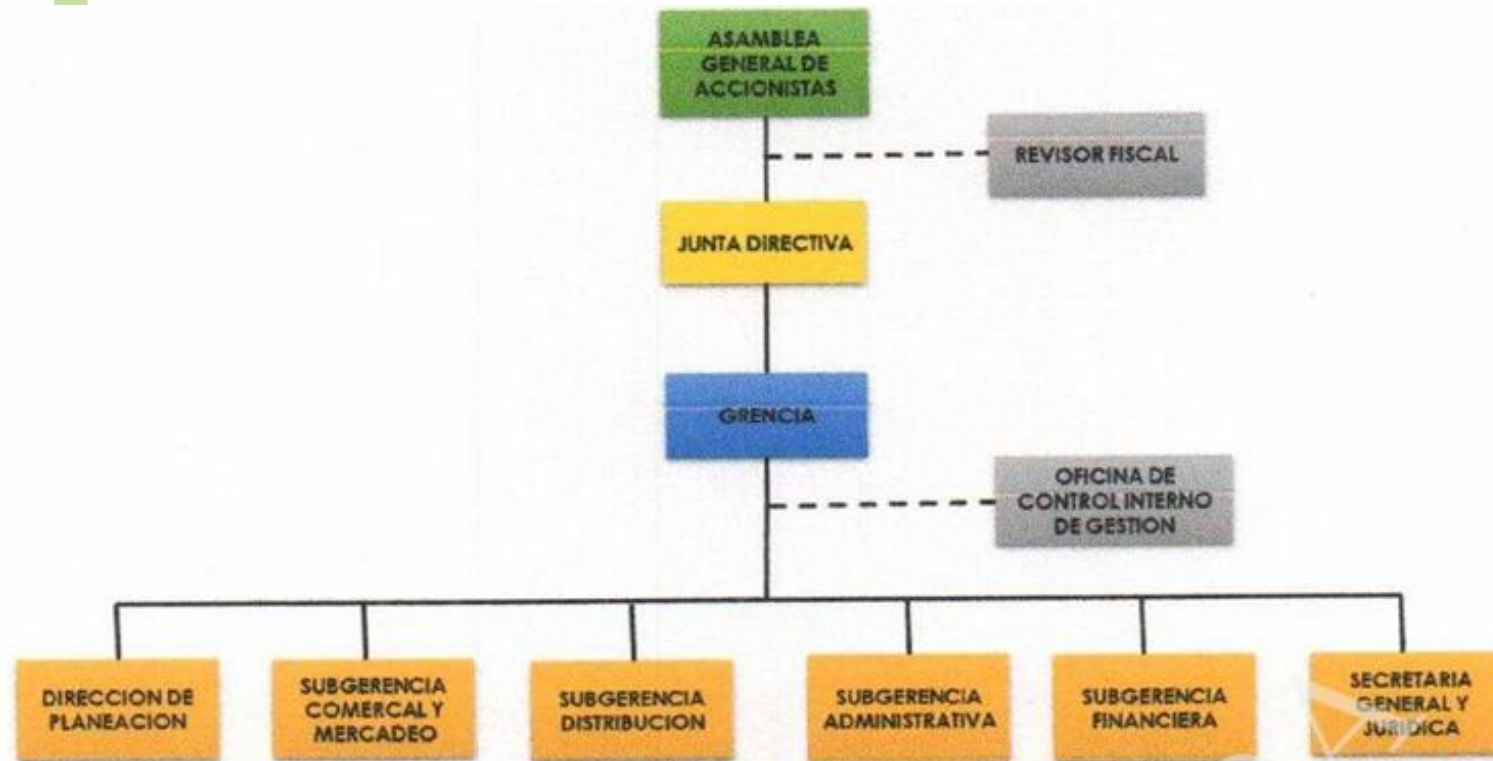 ASAMBLEA
GENERAL DE
ACCIONISTAS
REVISOR FISCAL
JUNTA DIRECTIVA
GRENCIA
OFICINA DE
CONTROL INTERNO
DE GESTION
DIRECCION DE
PLANEACION
SUBGERENCIA
COMERCAL Y
MERCADEO
SUBGERENCIA
DISTRIBUCION
SUBGERENCIA
ADMINISTRATIVA
SUBGERENCIA
FINANCIERA
SECRETARIA
GENERAL Y
JURIDICA